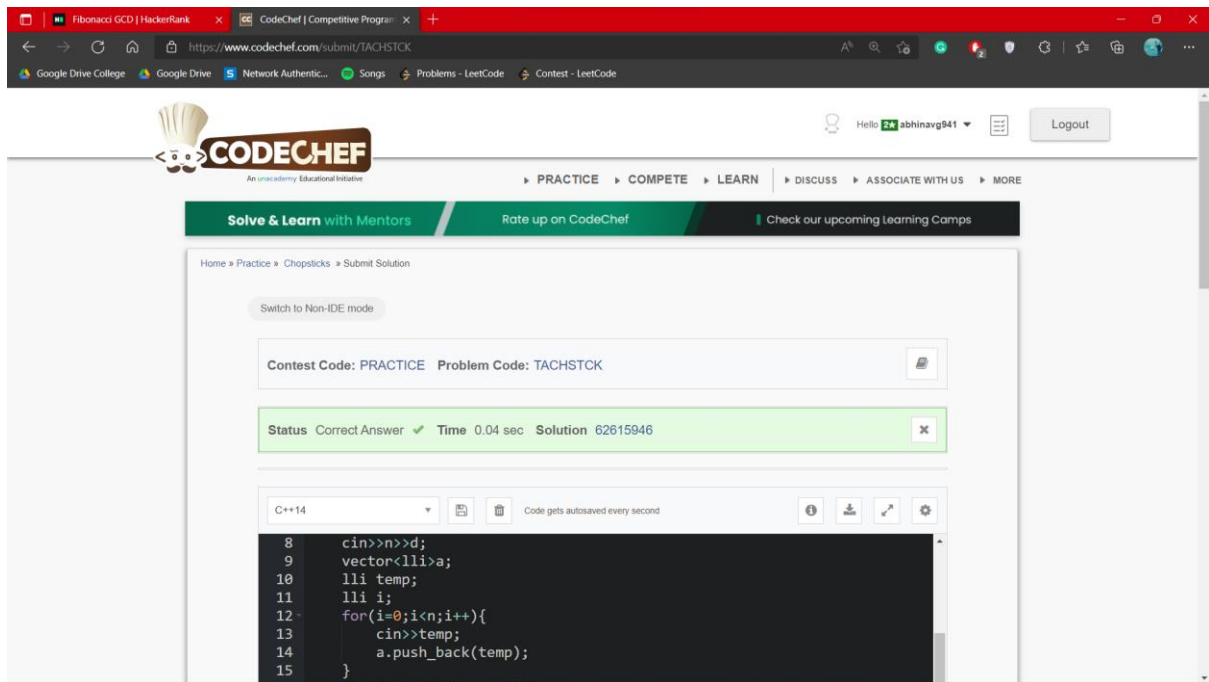 Fibonacci GCD | HackerRank
CodeChef | Competitive Program
https://www.codechef.com/submit/TACHSTCK
Google Drive College Google Drive Network Authentic... Songs Problems - LeetCode Contest - LeetCode
CODECHEF
An unacademy Educational Initiative
Hello 2★ abhinavg941
Logout
PRACTICE COMPETE LEARN DISCUSS ASSOCIATE WITH US MORE
Solve & Learn with Mentors Rate up on CodeChef Check our upcoming Learning Camps
Home » Practice » Chopsticks » Submit Solution
Switch to Non-IDE mode
Contest Code: PRACTICE Problem Code: TACHSTCK
Status Correct Answer ✔ Time 0.04 sec Solution 62615946
C++14 Code gets autosaved every second
8 cin>>n>>d;
9 vector<lli>a;
10 lli temp;
11 lli i;
12 for(i=0;i<n;i++){
13 cin>>temp;
14 a.push_back(temp);
15 }